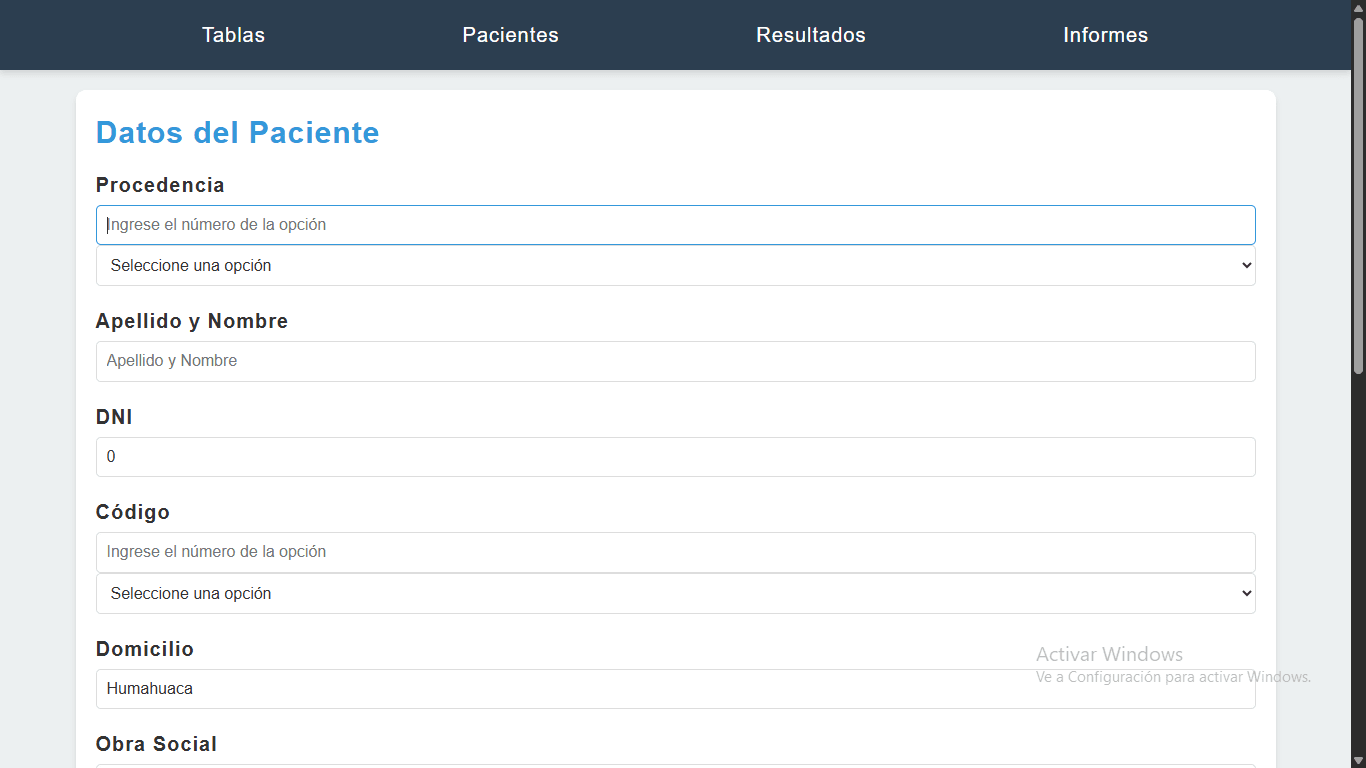 Tablas Pacientes Resultados Informes
Datos del Paciente
Procedencia
Ingrese el número de la opción
Seleccione una opción
Apellido y Nombre
Apellido y Nombre
DNI
0
Código
Ingrese el número de la opción
Seleccione una opción
Domicilio
Humahuaca
Activar Windows
Ve a Configuración para activar Windows.
Obra Social